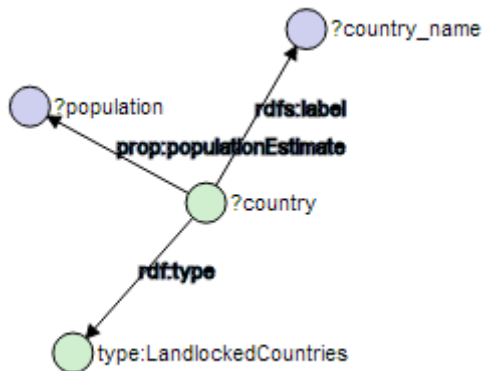 ?country_name
?population
rdfs:label
prop:populationEstimate
?country
rdf:type
type:LandlockedCountries